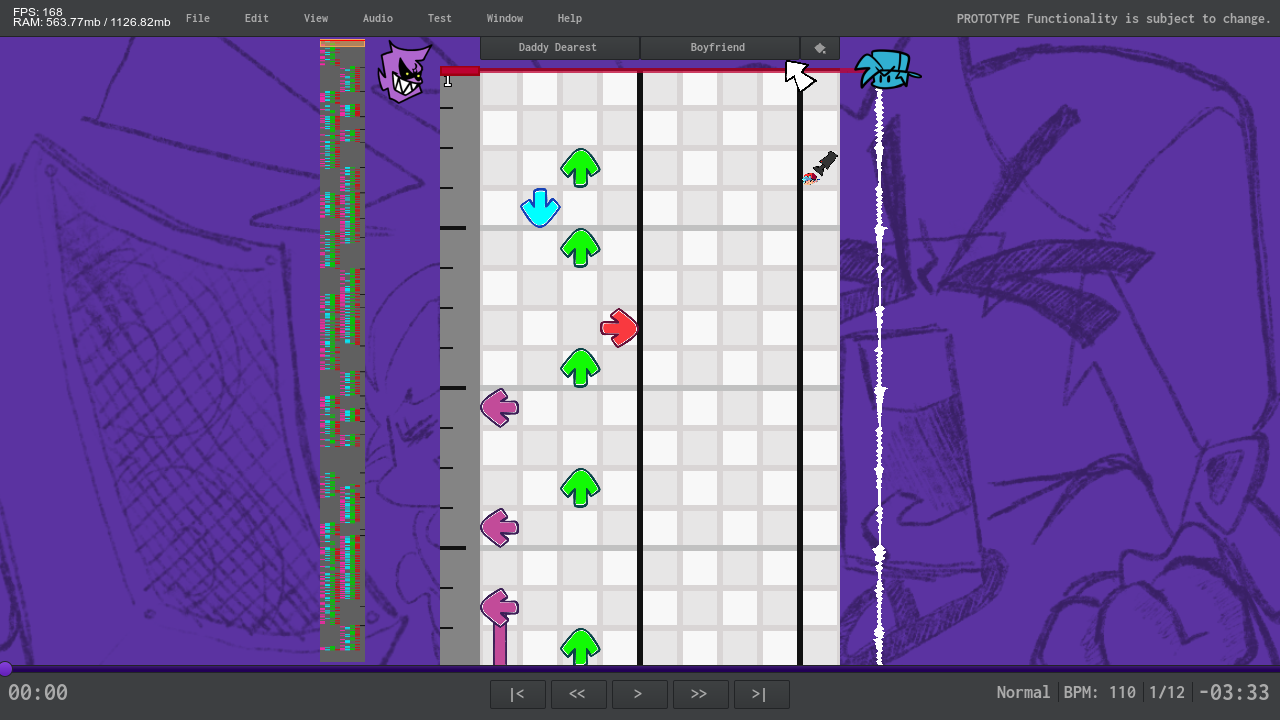 FPS: 168
RAM: 563.77mb / 1126.82mb
File Edit View Audio Test Window Help
PROTOTYPE Functionality is subject to change.
Daddy Dearest Boyfriend
1
00:00
|< << > >> >|
Normal BPM: 110 1/12 -03:33